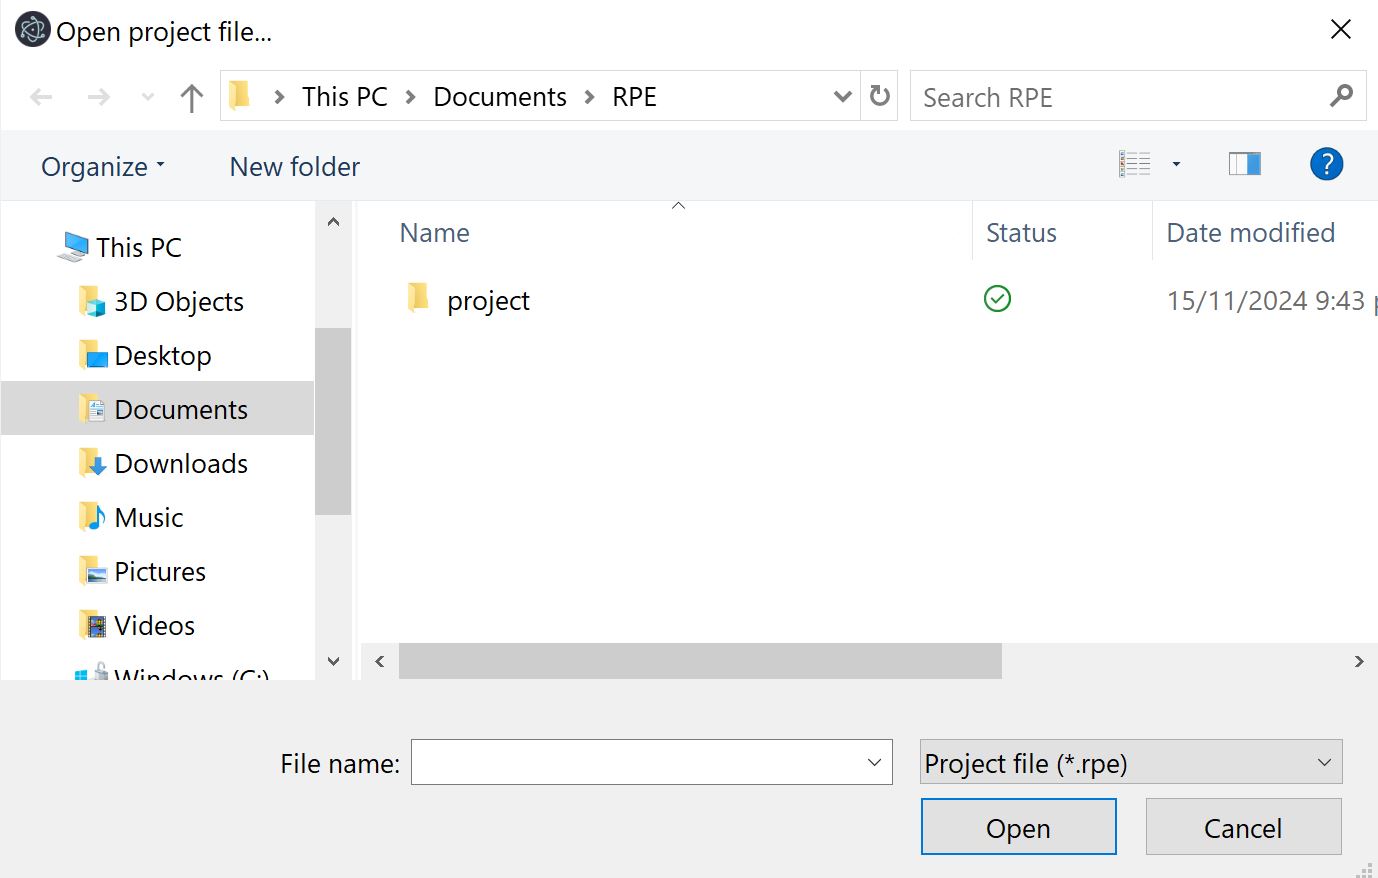 Open project file...
This PC Documents RPE
Search RPE
Organize New folder
?
Name Status Date modified
project 15/11/2024 9:43
This PC
3D Objects
Desktop
Documents
Downloads
Music
Pictures
Videos
Windows (C:)
File name: Project file (*.rpe)
Open Cancel